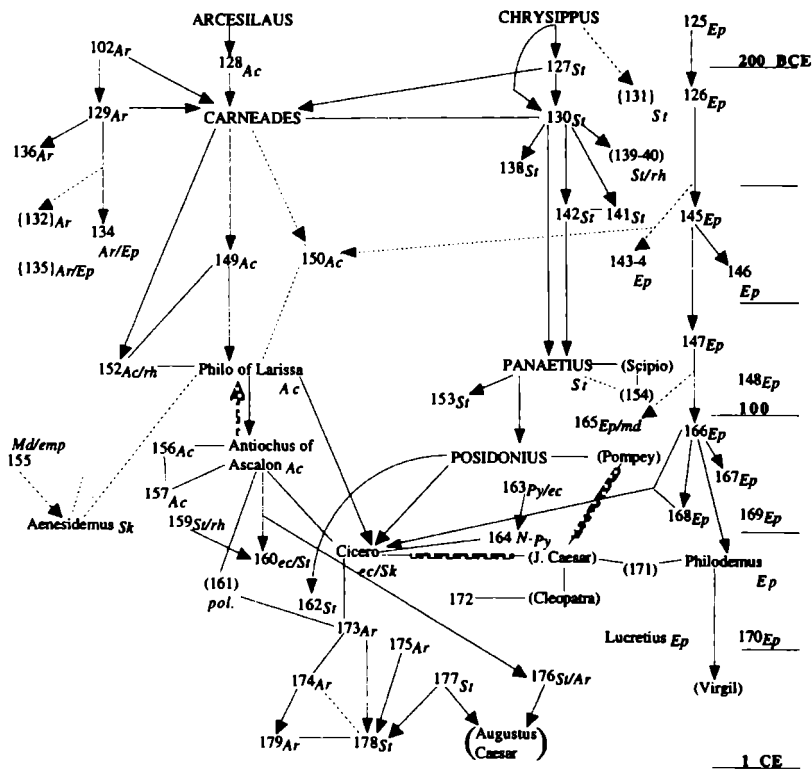 ARCESILAUS CHRYSIPPUS 125Ep
102Ar 128Ac 127St 200 BCE
129Ar CARNEADES 130St {131} St 126Ep
136Ar 138St (139-40) St/rh
{132}Ar 134 Ar/Ep 142St 141St 145Ep
{135}Ar/Ep 149Ac 150Ac 143-4 Ep 146 Ep
152Ac/rh Philo of Larissa Ac PANAETIUS St (Scipio) 147Ep
153St (154) 148Ep
165Ep/md 100
Md/emp 155 156Ac Antiochus of Ascalon Ac 166Ep
POSIDONIUS (Pompey) 167Ep
157Ac 163Py/ec
Aenesidemus Sk 159St/rh 168Ep 169Ep
160ec/St Cicero ec/Sk 164 N-Py (J. Caesar) (171) Philodemus Ep
(161) pol. 162St 172 (Cleopatra)
173Ar Lucretius Ep 170Ep
175Ar
174Ar 177St 176St/Ar (Virgil)
179Ar 178St (Augustus Caesar)
1 CE